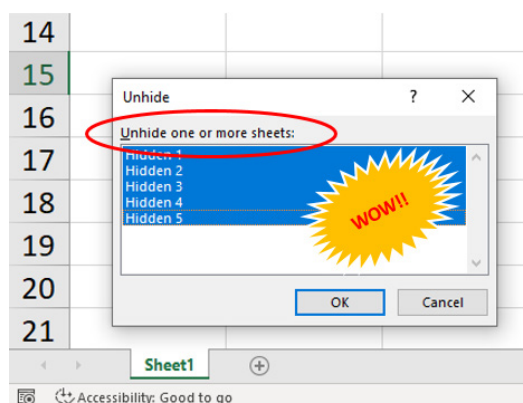 14
15
16
17
18
19
20
21
Unhide
?
Unhide one or more sheets:
Hidden 1
Hidden 2
Hidden 3
Hidden 4
Hidden 5
WOW!!
OK
Cancel
Sheet1
Accessibility: Good to go